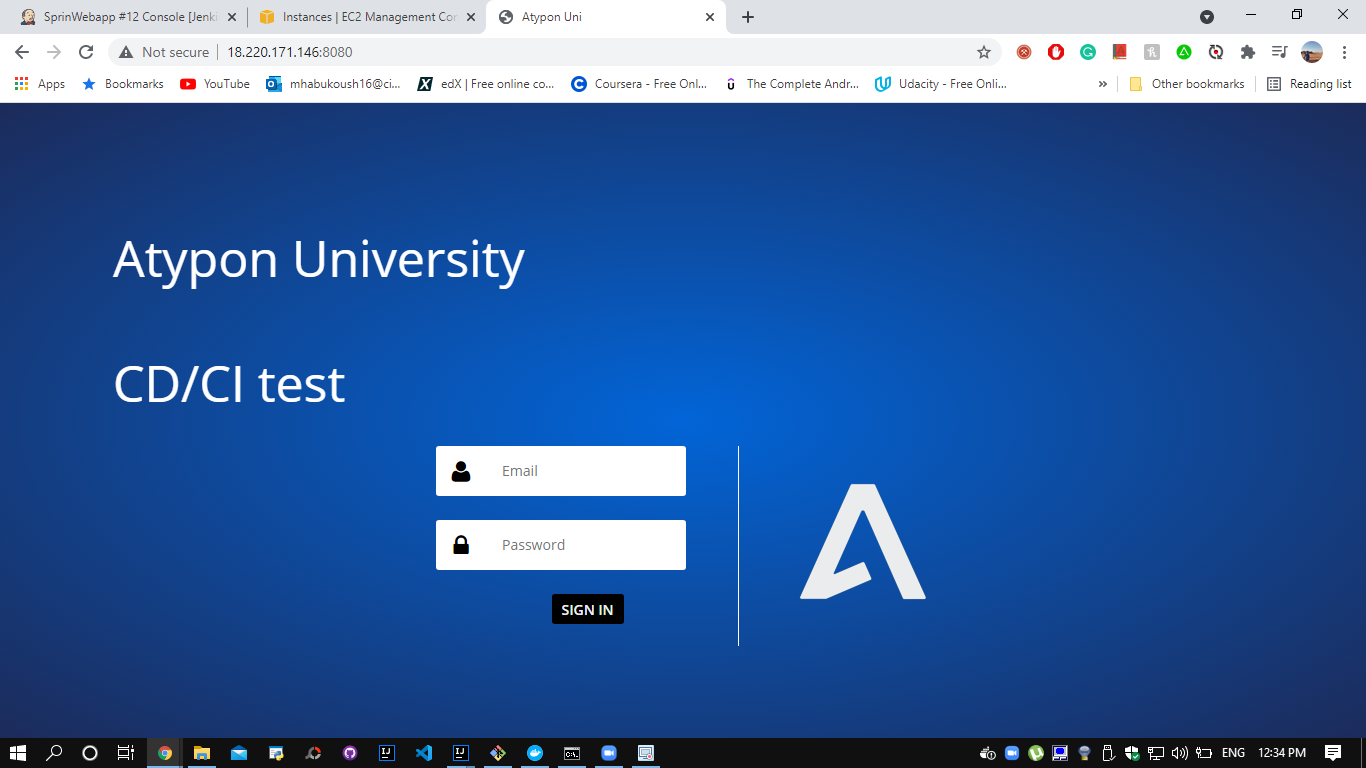 SprinWebapp #12 Console [Jenki
Instances | EC2 Management Con
Atypon Uni
Not secure
18.220.171.146:8080
Apps
Bookmarks
YouTube
mhabukoush16@ci...
edX | Free online co...
Coursera - Free Onl...
The Complete Andr...
Udacity - Free Onli...
»
Other bookmarks
Reading list
Atypon University
CD/CI test
Email
Password
SIGN IN
ENG
12:34 PM